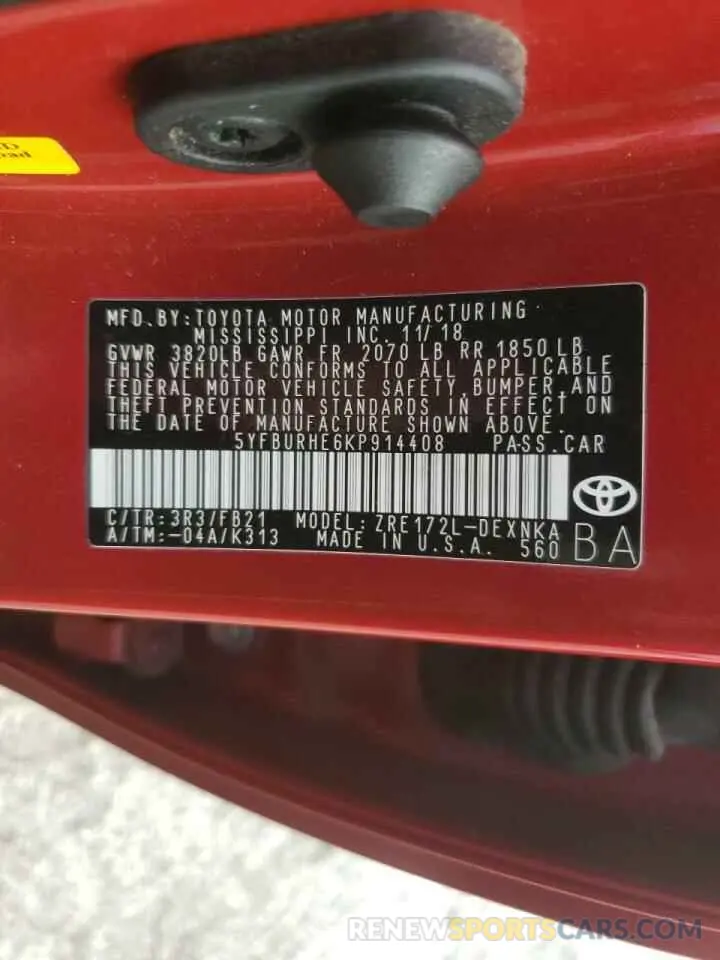 MFD.BY:TOYOTA MOTOR MANUFACTURING
MISSISSIPPI INC. 11/18
GVWR 3820LB GAWR FR 2070 LB RR 1850 LB
THIS VEHICLE CONFORMS TO ALL APPLICABLE
FEDERAL MOTOR VEHICLE SAFETY, BUMPER, AND
THEFT PREVENTION STANDARDS IN EFFECT ON
THE DATE OF MANUFACTURE SHOWN ABOVE.
5YFBURHE6KP914408 PASS.CAR
C/TR:3R3/FB21 MODEL: ZRE172L-DEXNKA
A/TM:-04A/K313 MADE IN U.S.A. 560 BA
RENEWSPORTSCARS.COM